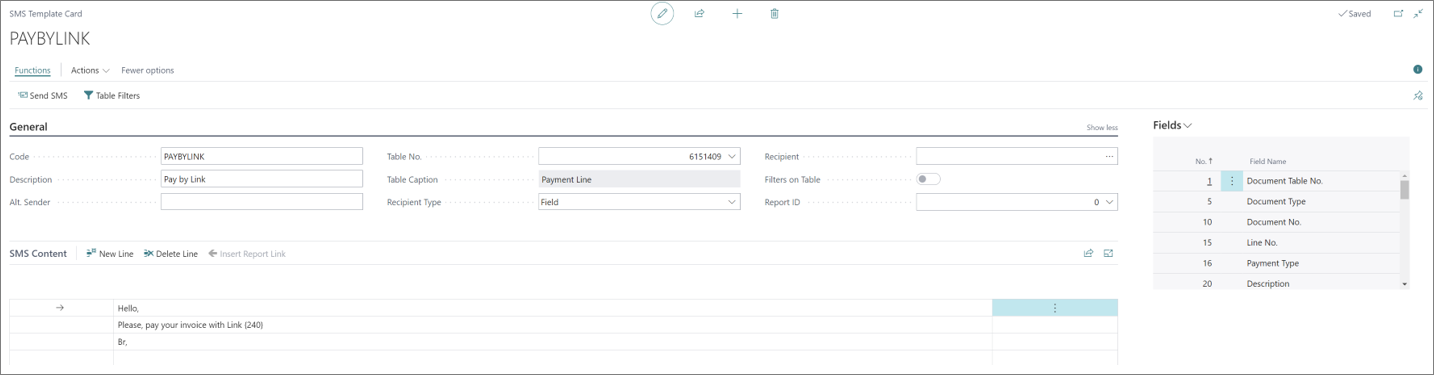 SMS Template Card
Saved
PAYBYLINK
Functions Actions Fewer options
Send SMS Table Filters
General Show less
Code PAYBYLINK Table No. 6151409 Recipient
Description Pay by Link Table Caption Payment Line Filters on Table
Alt. Sender Recipient Type Field Report ID 0
SMS Content New Line Delete Line Insert Report Link
Hello,
Please, pay your invoice with Link {240}
Br,
Fields
No. ↑ Field Name
1 Document Table No.
5 Document Type
10 Document No.
15 Line No.
16 Payment Type
20 Description